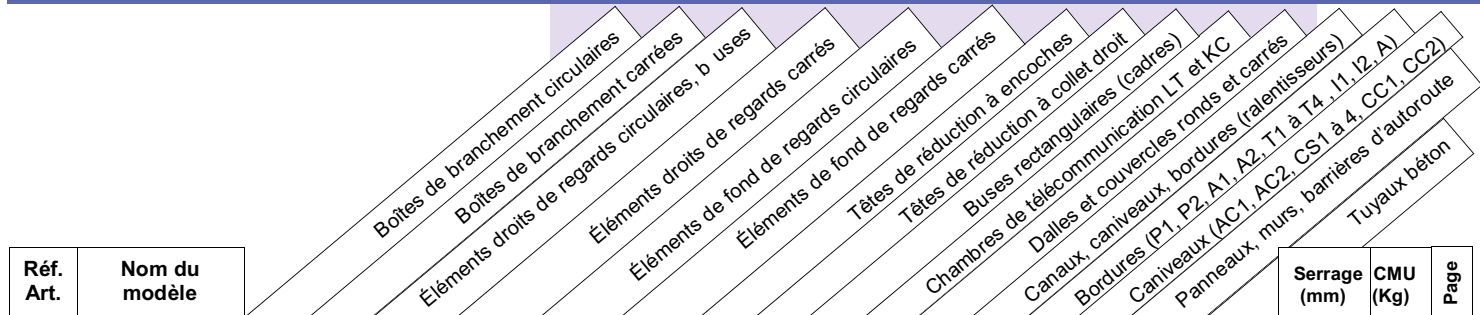 Réf.
Art.
Nom du
modèle
Boîtes de branchement circulaires
Boîtes de branchement carrées
Éléments droits de regards circulaires, b uses
Éléments droits de regards carrés
Éléments de fond de regards circulaires
Éléments de fond de regards carrés
Têtes de réduction à encoches
Têtes de réduction à collet droit
Buses rectangulaires (cadres)
Chambres de télécommunication LT et KC
Dalles et couvercles ronds et carrés
Canaux, caniveaux, bordures (ralentisseurs)
Bordures (P1, P2, A1, A2, T1 à T4 , I1, I2, A)
Caniveaux (AC1, AC2, CS1 à 4, CC1, CC2)
Panneaux, murs, barrières d'autoroute
Tuyaux béton
Serrage
(mm)
CMU
(Kg)
Page